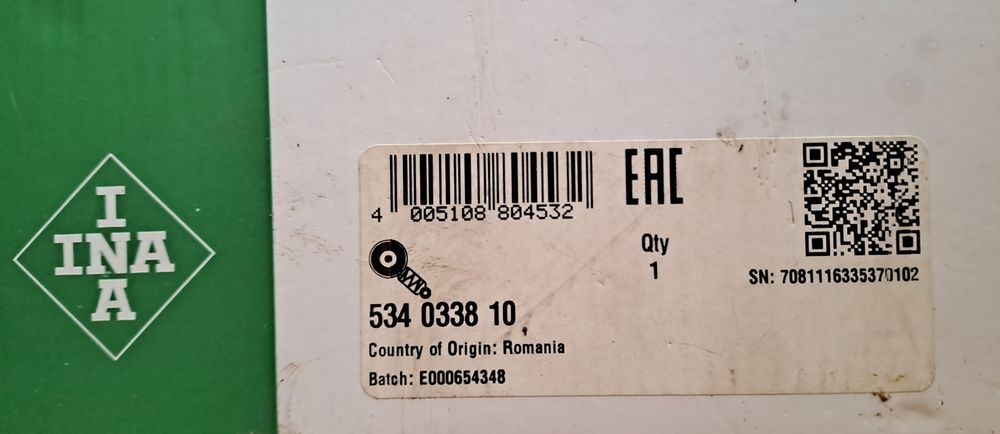 I
INA
A
4 005108 804532
EAC
Qty
1
SN: 7081116335370102
534 0338 10
Country of Origin: Romania
Batch: E000654348